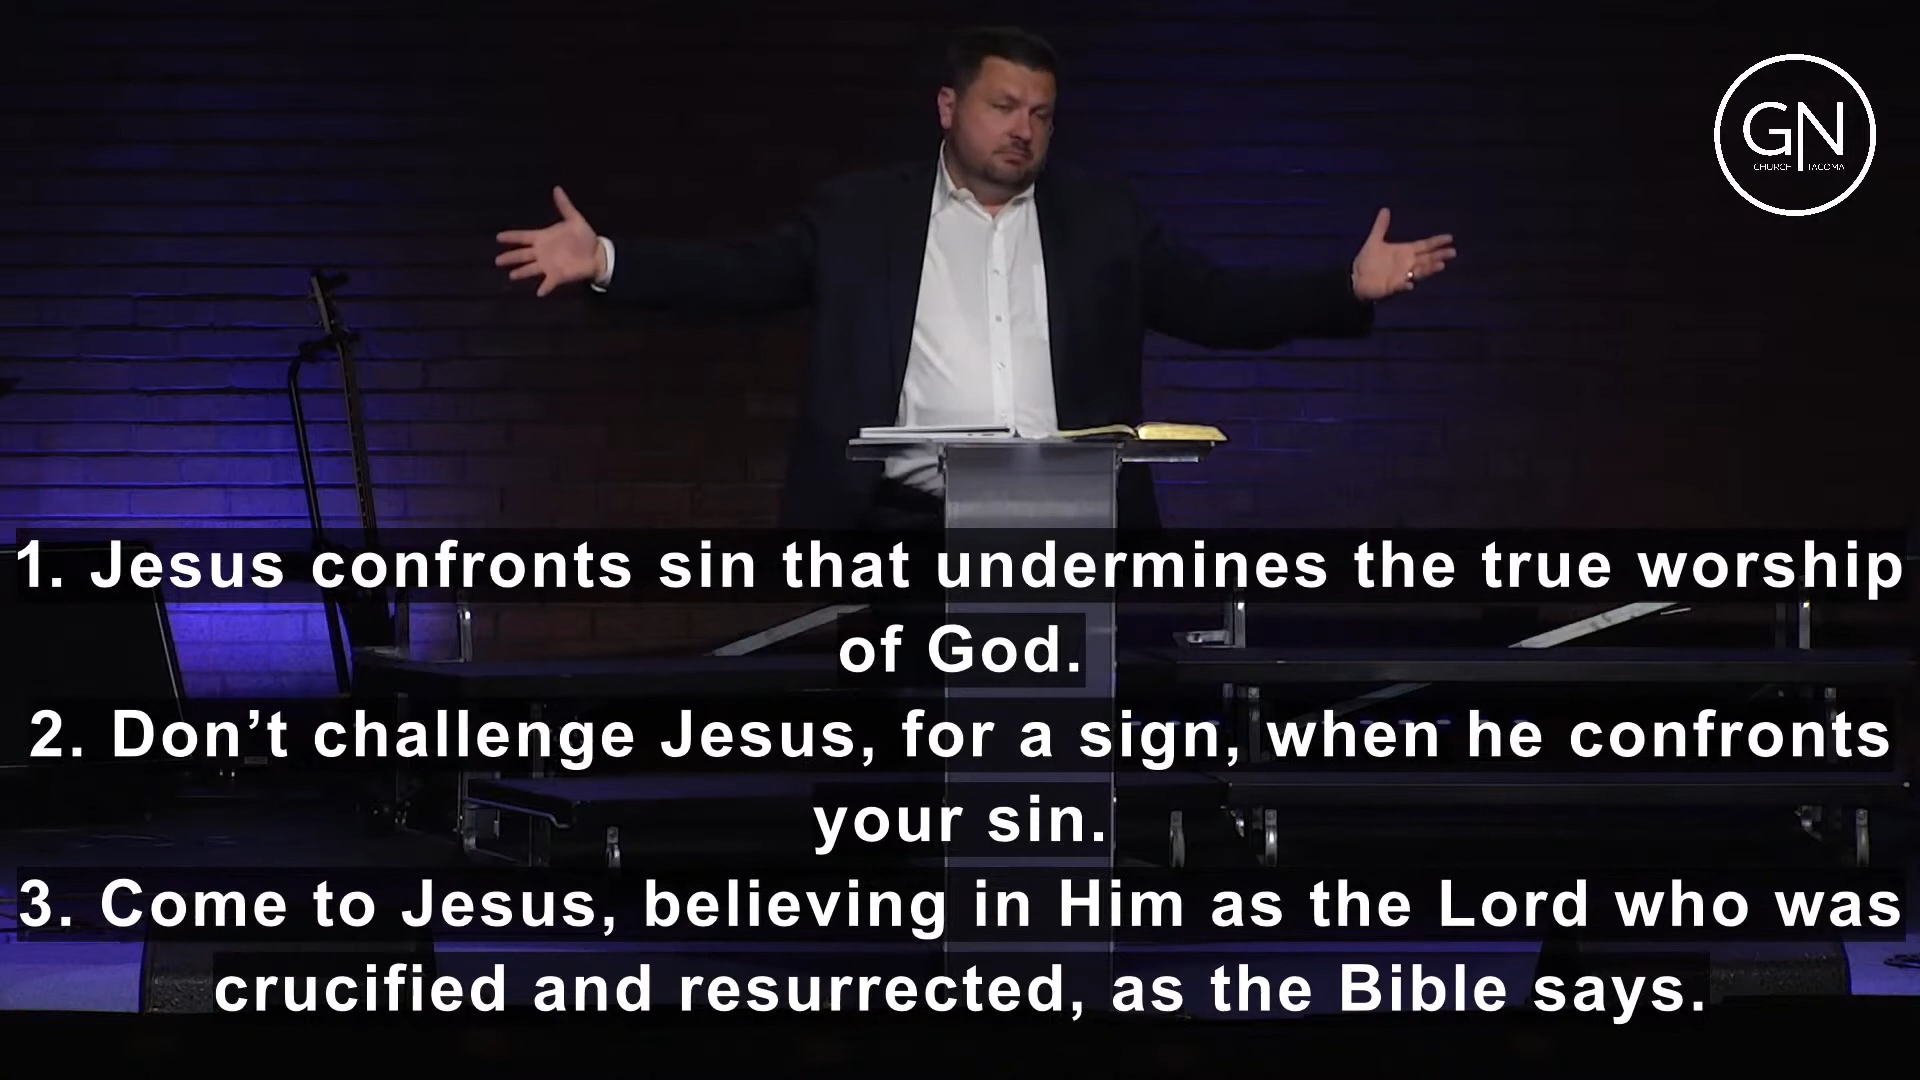 GN
CHURCH TACOMA
1. Jesus confronts sin that undermines the true worship
of God.
2. Don’t challenge Jesus, for a sign, when he confronts
your sin.
3. Come to Jesus, believing in Him as the Lord who was
crucified and resurrected, as the Bible says.